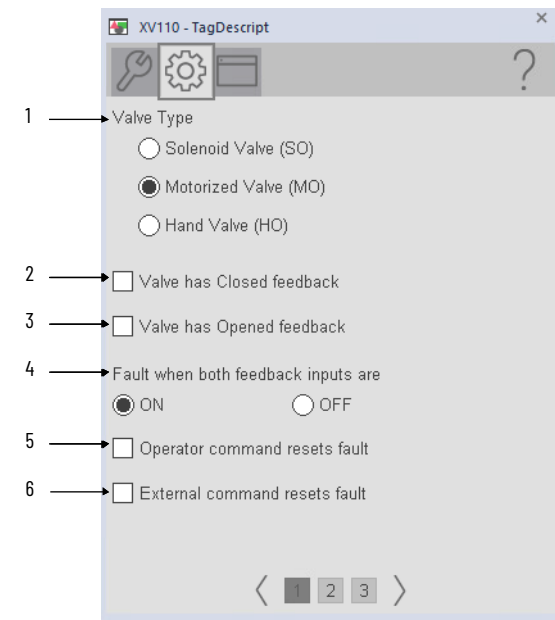 XV110 - TagDescript
1 Valve Type
Solenoid Valve (SO)
Motorized Valve (MO)
Hand Valve (HO)
2 Valve has Closed feedback
3 Valve has Opened feedback
4 Fault when both feedback inputs are
ON OFF
5 Operator command resets fault
6 External command resets fault
1 2 3